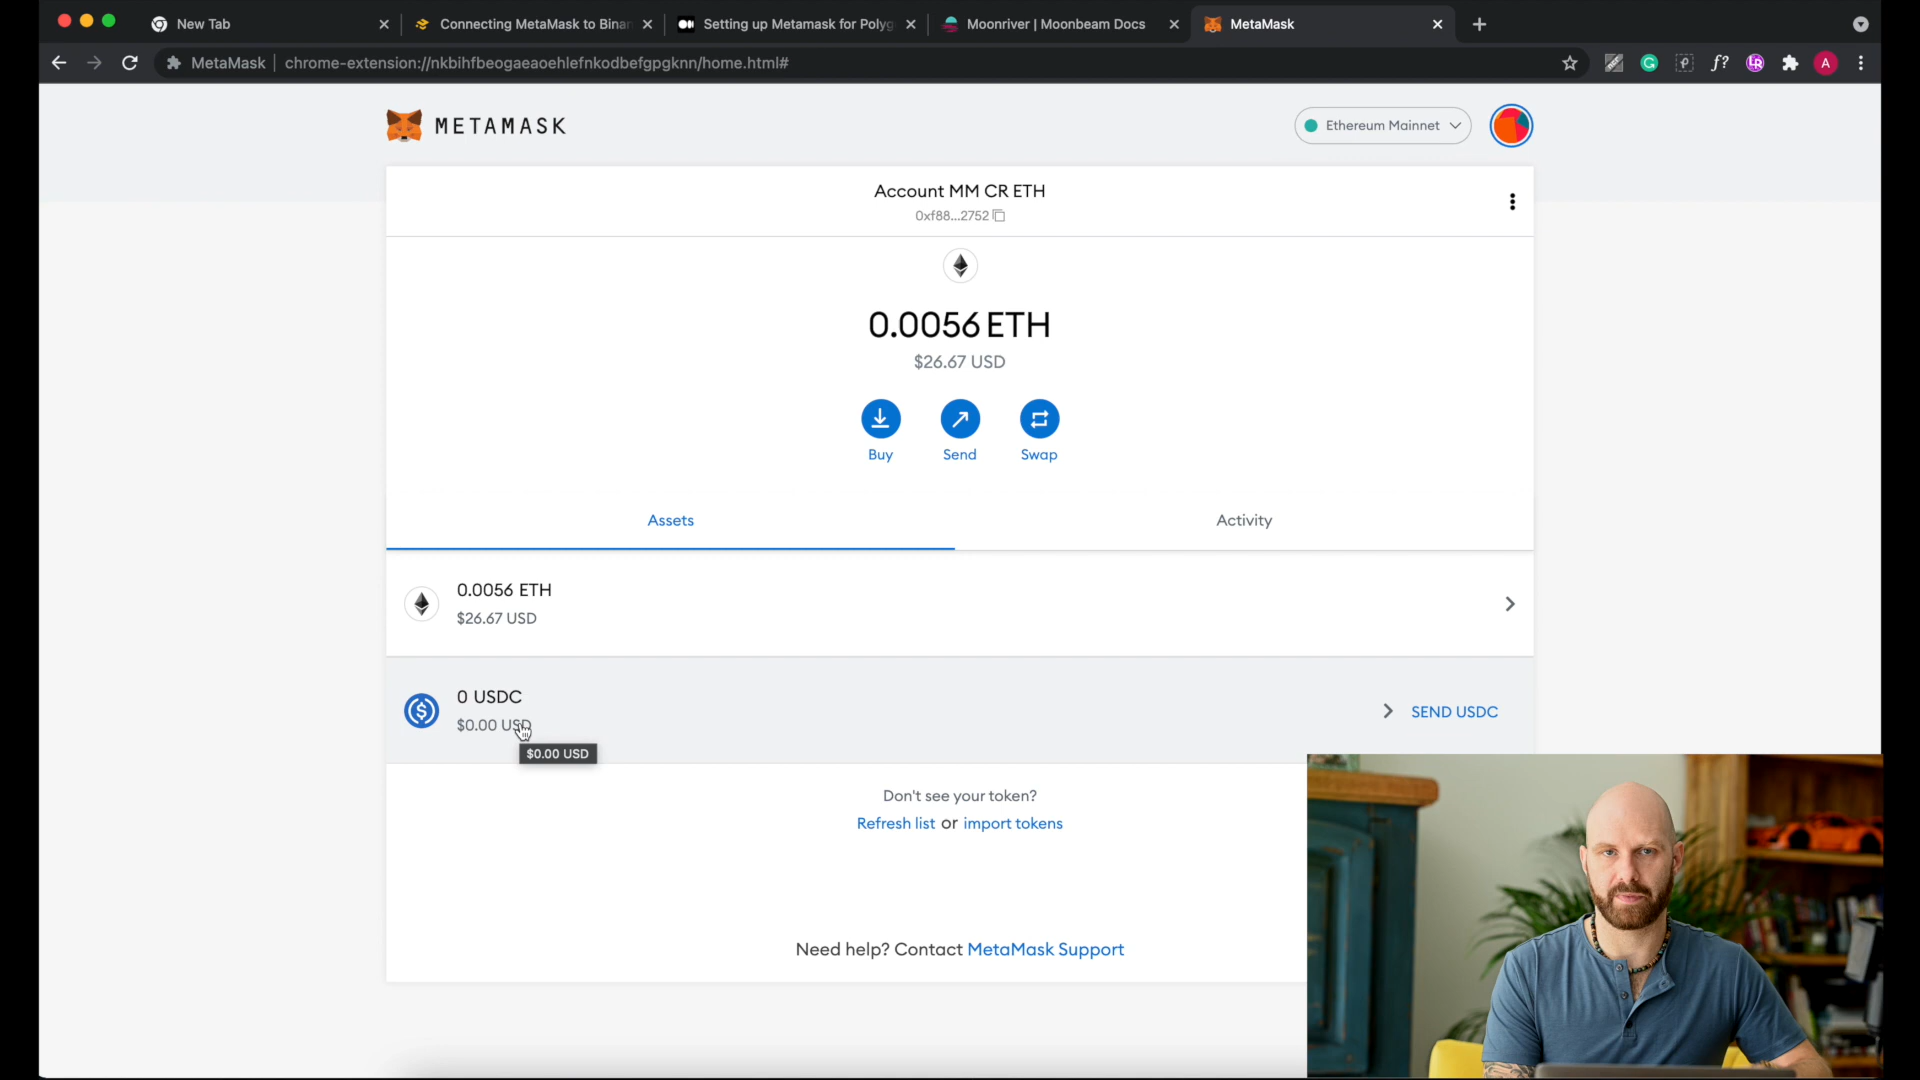 New Tab
Connecting MetaMask to Binan
Setting up Metamask for Polyg
Moonriver | Moonbeam Docs
MetaMask
MetaMask
chrome-extension://nkbihfbeogaeaoehlefnkodbefgpgknn/home.html#
f?
A
METAMASK
Ethereum Mainnet
Account MM CR ETH
0xf88...2752
0.0056 ETH
$26.67 USD
Buy
Send
Swap
Assets
Activity
0.0056 ETH
$26.67 USD
0 USDC
$0.00 USD
SEND USDC
$0.00 USD
Don't see your token?
Refresh list or import tokens
Need help? Contact MetaMask Support